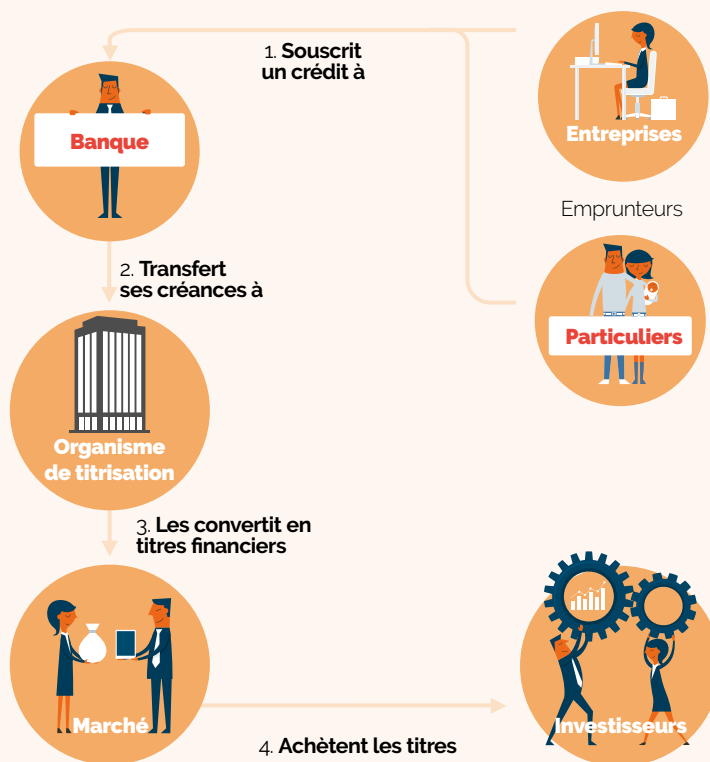 1. Souscrit
un crédit à
Banque
Entreprises
Emprunteurs
Particuliers
2. Transfert
ses créances à
Organisme
de titrisation
3. Les convertit en
titres financiers
Marché
Investisseurs
4. Achètent les titres